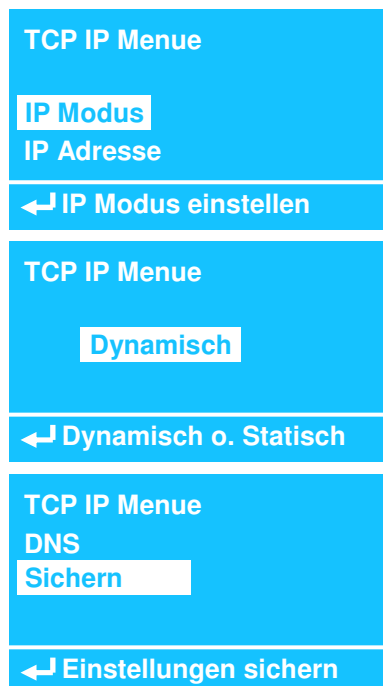 TCP IP Menue
IP Modus
IP Adresse
IP Modus einstellen
TCP IP Menue
Dynamisch
Dynamisch o. Statisch
TCP IP Menue
DNS
Sichern
Einstellungen sichern